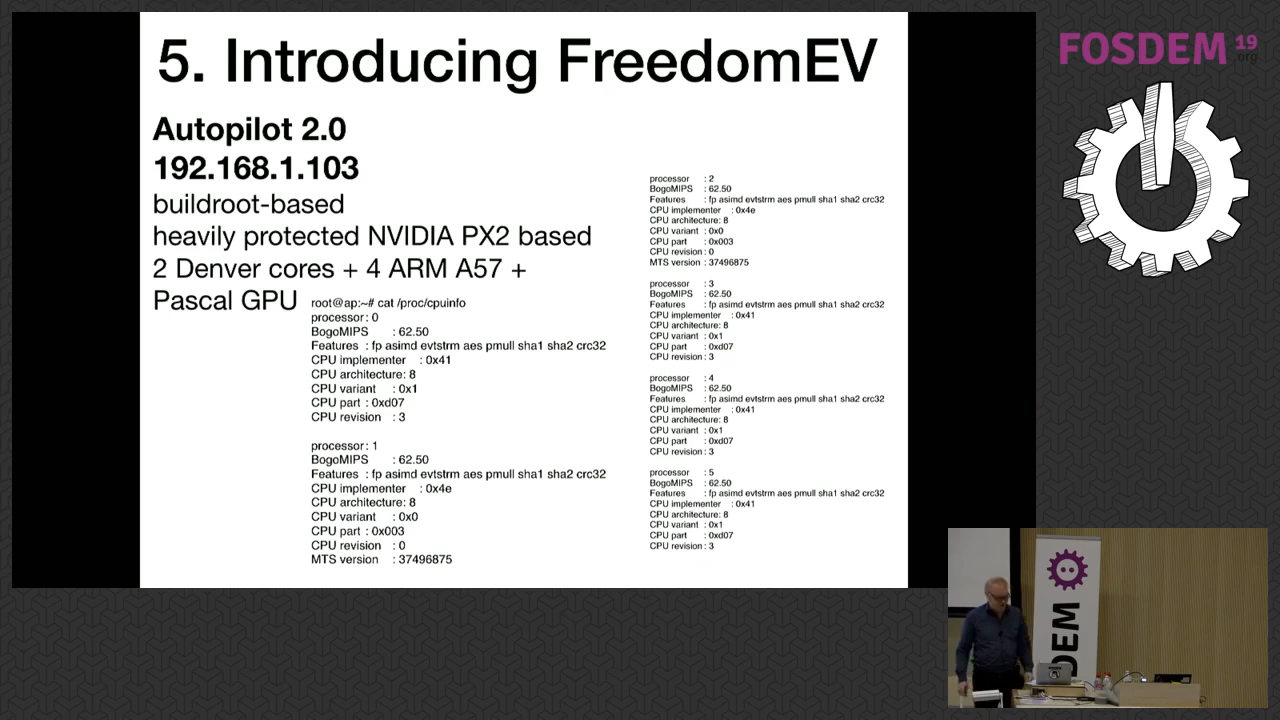 5. Introducing FreedomEV
Autopilot 2.0
192.168.1.103
buildroot-based
heavily protected NVIDIA PX2 based
2 Denver cores + 4 ARM A57 +
Pascal GPU
root@ap:~# cat /proc/cpuinfo
processor : 0
BogoMIPS : 62.50
Features : fp asimd evtstrm aes pmull sha1 sha2 crc32
CPU implementer : 0x41
CPU architecture: 8
CPU variant : 0x1
CPU part : 0xd07
CPU revision : 3
processor : 1
BogoMIPS : 62.50
Features : fp asimd evtstrm aes pmull sha1 sha2 crc32
CPU implementer : 0x4e
CPU architecture: 8
CPU variant : 0x0
CPU part : 0x003
CPU revision : 0
MTS version : 37496875
processor : 2
BogoMIPS : 62.50
Features : fp asimd evtstrm aes pmull sha1 sha2 crc32
CPU implementer : 0x4e
CPU architecture: 8
CPU variant : 0x0
CPU part : 0x003
CPU revision : 0
MTS version : 37496875
processor : 3
BogoMIPS : 62.50
Features : fp asimd evtstrm aes pmull sha1 sha2 crc32
CPU implementer : 0x41
CPU architecture: 8
CPU variant : 0x1
CPU part : 0xd07
CPU revision : 3
processor : 4
BogoMIPS : 62.50
Features : fp asimd evtstrm aes pmull sha1 sha2 crc32
CPU implementer : 0x41
CPU architecture: 8
CPU variant : 0x1
CPU part : 0xd07
CPU revision : 3
processor : 5
BogoMIPS : 62.50
Features : fp asimd evtstrm aes pmull sha1 sha2 crc32
CPU implementer : 0x41
CPU architecture: 8
CPU variant : 0x1
CPU part : 0xd07
CPU revision : 3
FOSDEM 19
.org
DEM